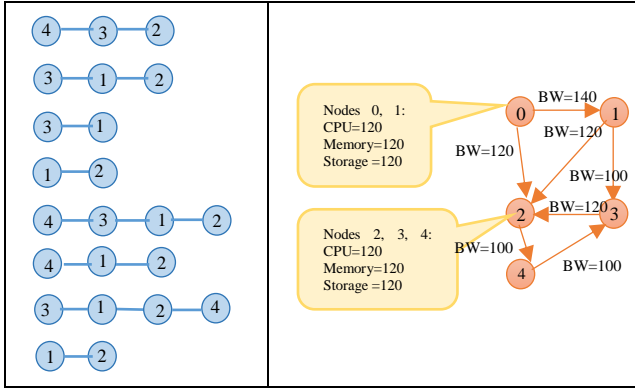 4 3 2
3 1 2
3 1
1 2
4 3 1 2
4 1 2
3 1 2 4
1 2
Nodes 0, 1:
CPU=120
Memory=120
Storage =120
BW=140
0
1
BW=120
BW=120
BW=100
2
BW=120
3
Nodes 2, 3, 4:
CPU=120
Memory=120
Storage =120
BW=100
4
BW=100